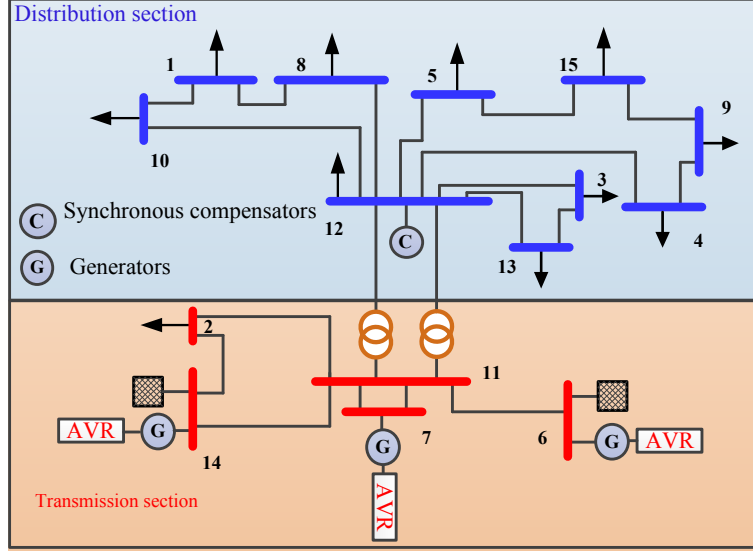 Distribution section
1
8
5
15
9
10
C
Synchronous compensators
12
C
3
4
G
Generators
13
2
11
AVR
G
14
7
G
AVR
6
G
AVR
Transmission section